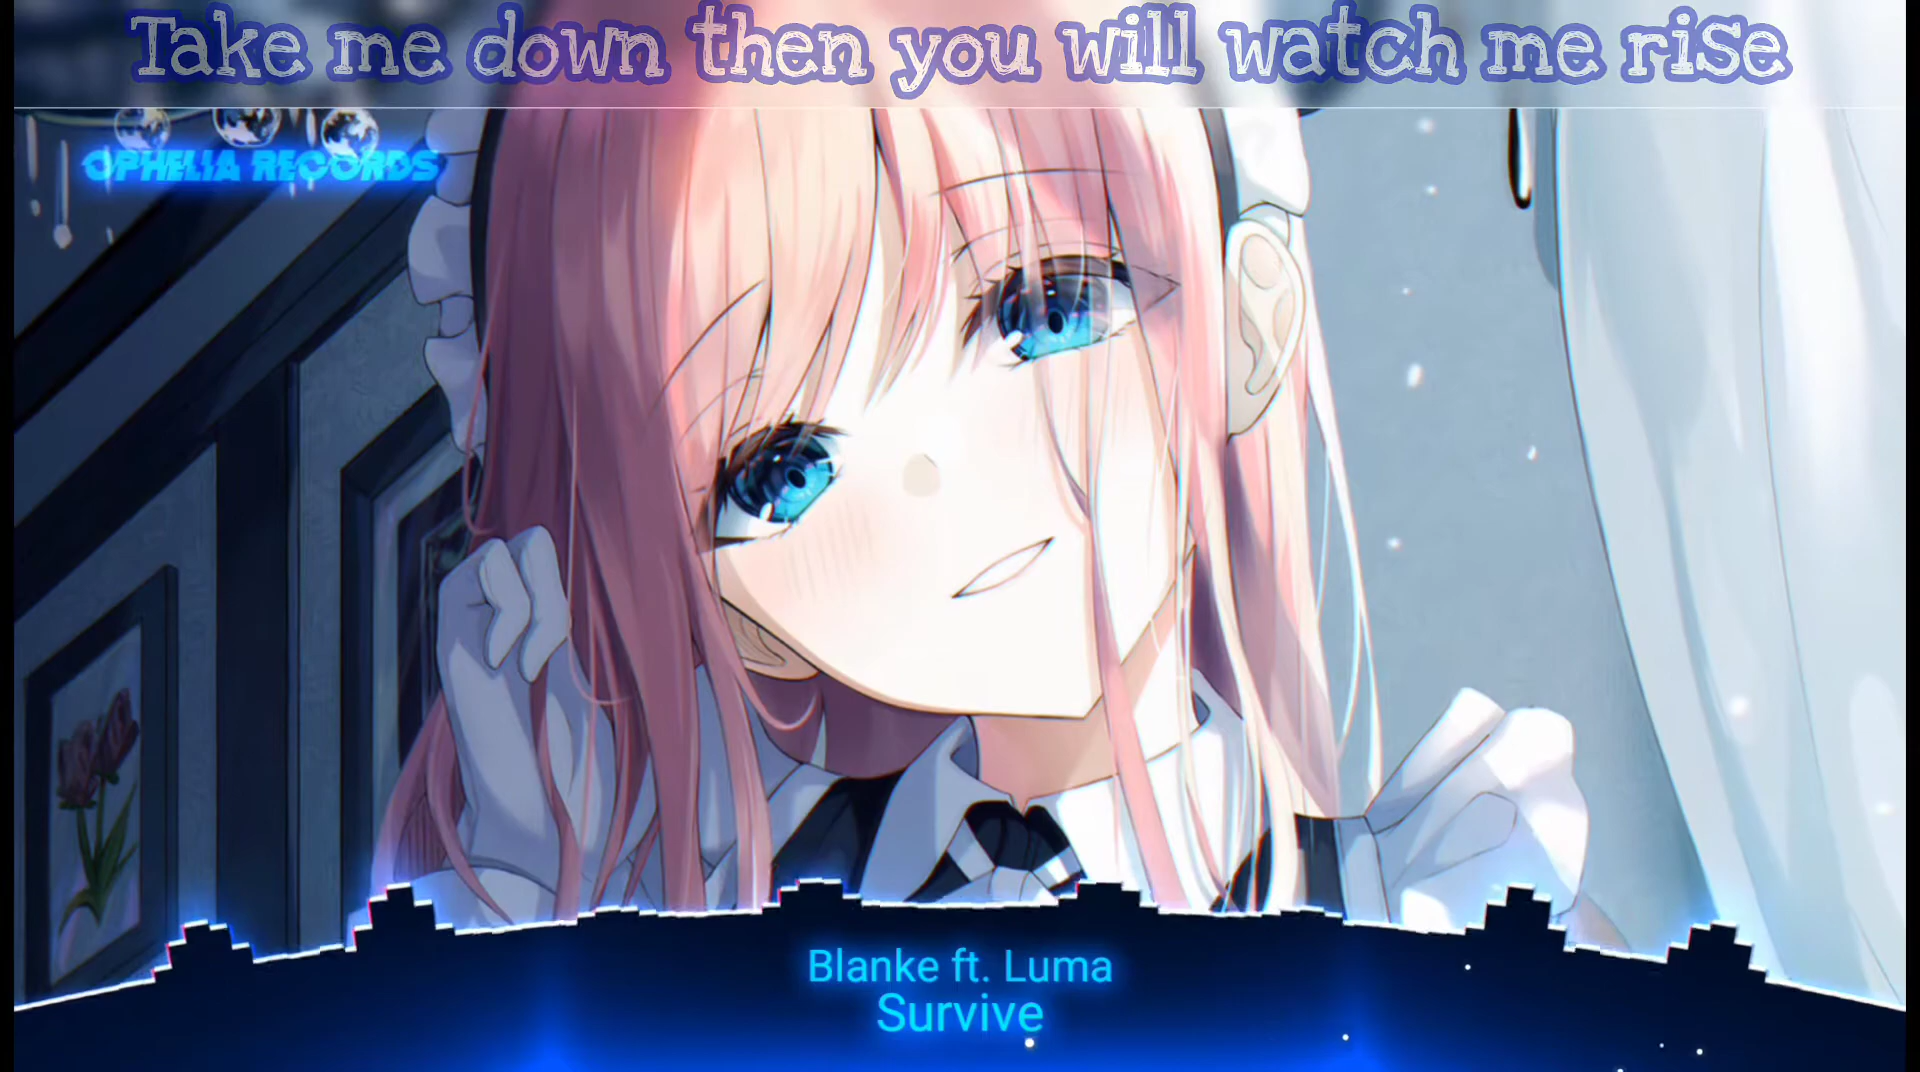 Take me down then you will watch me rise
OPHELIA RECORDS
Blanke ft. Luma
Survive